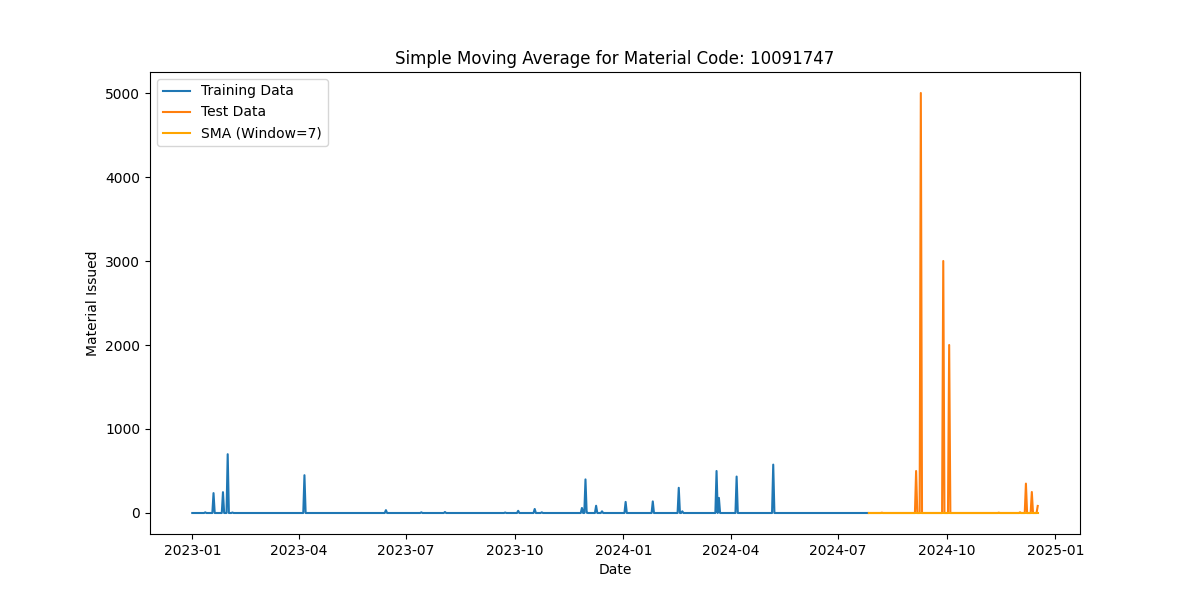 Simple Moving Average for Material Code: 10091747
Training Data
Test Data
SMA (Window=7)
5000
4000
3000
2000
1000
0
Material Issued
2023-01 2023-04 2023-07 2023-10 2024-01 2024-04 2024-07 2024-10 2025-01
Date